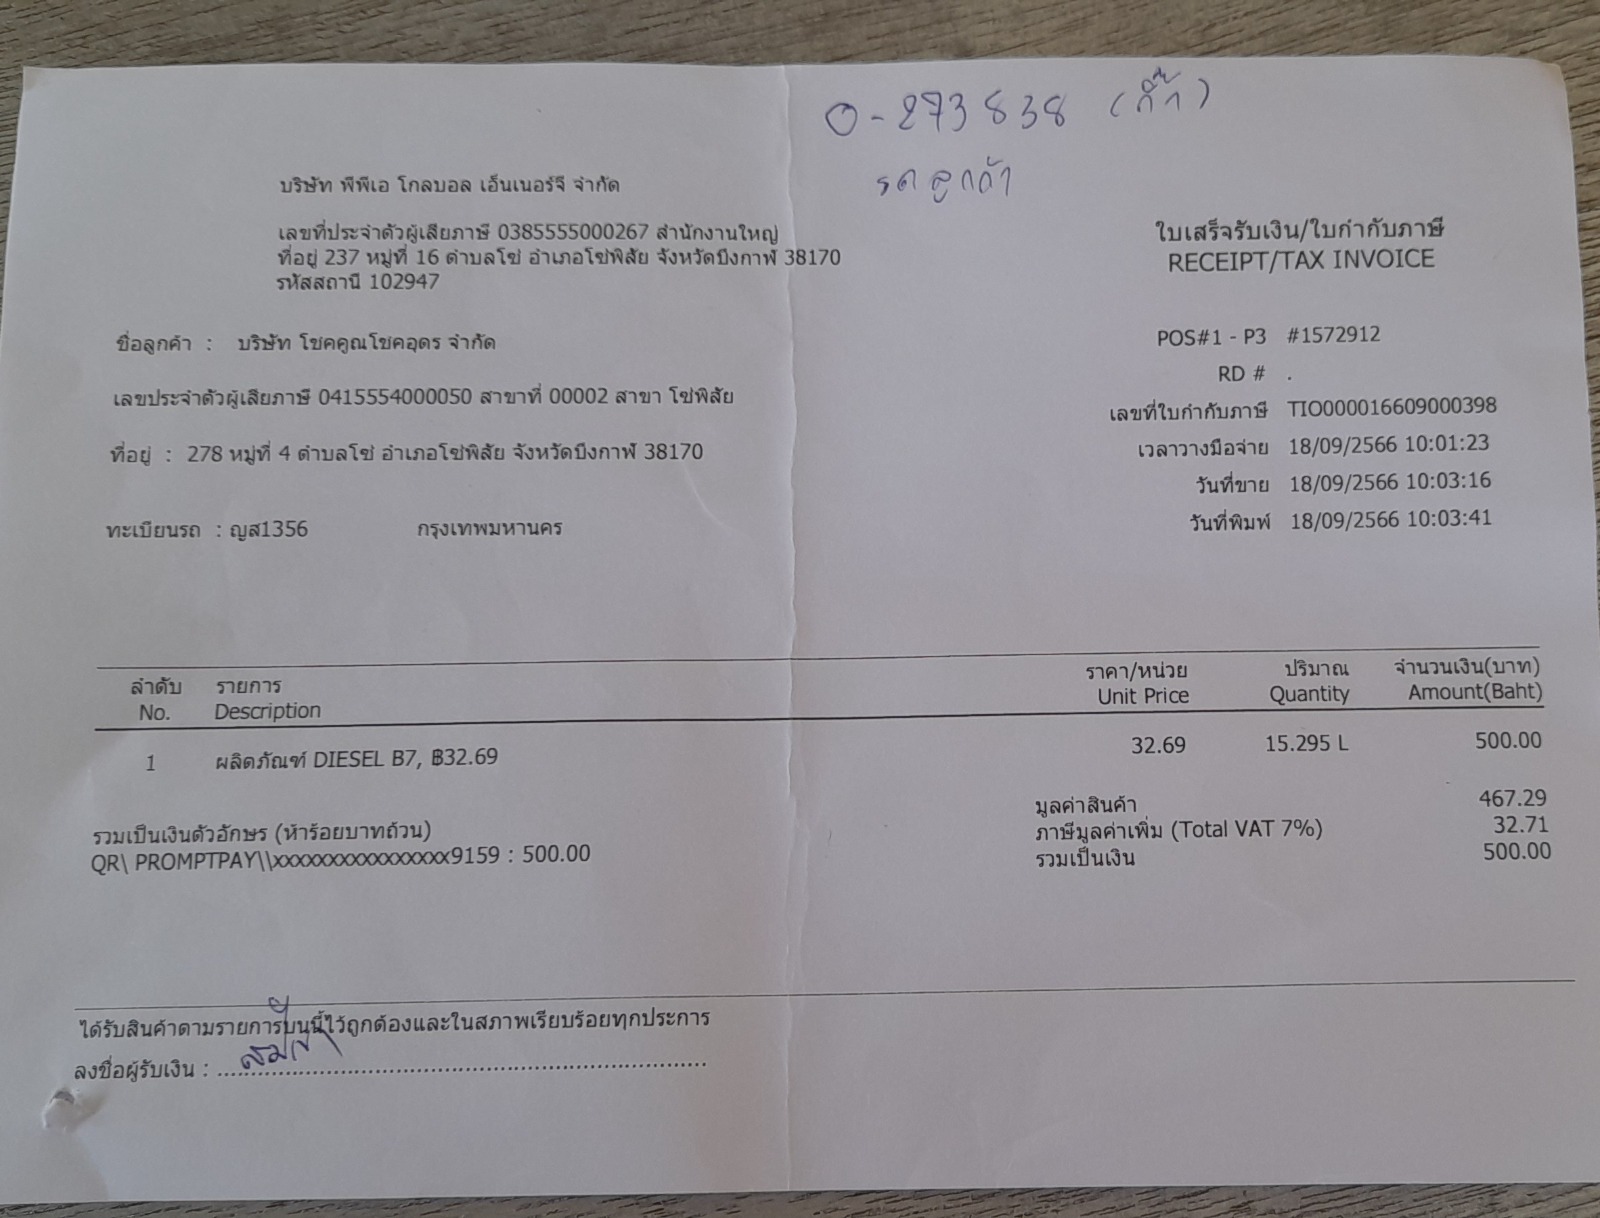 0-273838 (กี้)
รถลูกค้า
บริษัท พีพีเอ โกลบอล เอ็นเนอร์จี จำกัด
เลขที่ประจำตัวผู้เสียภาษี 0385555000267 สำนักงานใหญ่
ที่อยู่ 237 หมู่ที่ 16 ตำบลโซ่ อำเภอโซ่พิสัย จังหวัดบึงกาฬ 38170
รหัสสถานี 102947
ใบเสร็จรับเงิน/ใบกำกับภาษี
RECEIPT/TAX INVOICE
ชื่อลูกค้า : บริษัท โชคคูณโชคอุดร จำกัด
เลขประจำตัวผู้เสียภาษี 0415554000050 สาขาที่ 00002 สาขา โซ่พิสัย
ที่อยู่ : 278 หมู่ที่ 4 ตำบลโซ่ อำเภอโซ่พิสัย จังหวัดบึงกาฬ 38170
ทะเบียนรถ : ญส1356 กรุงเทพมหานคร
POS#1 - P3 #1572912
RD # .
เลขที่ใบกำกับภาษี TIO000016609000398
เวลาวางมือจ่าย 18/09/2566 10:01:23
วันที่ขาย 18/09/2566 10:03:16
วันที่พิมพ์ 18/09/2566 10:03:41
ลำดับ รายการ ราคา/หน่วย ปริมาณ จำนวนเงิน(บาท)
No. Description Unit Price Quantity Amount(Baht)
1 ผลิตภัณฑ์ DIESEL B7, ฿32.69 32.69 15.295 L 500.00
มูลค่าสินค้า 467.29
ภาษีมูลค่าเพิ่ม (Total VAT 7%) 32.71
รวมเป็นเงิน 500.00
รวมเป็นเงินตัวอักษร (ห้าร้อยบาทถ้วน)
QR\ PROMPTPAY\\xxxxxxxxxxxxxxxx9159 : 500.00
ได้รับสินค้าตามรายการบนนี้ไว้ถูกต้องและในสภาพเรียบร้อยทุกประการ
ลงชื่อผู้รับเงิน :